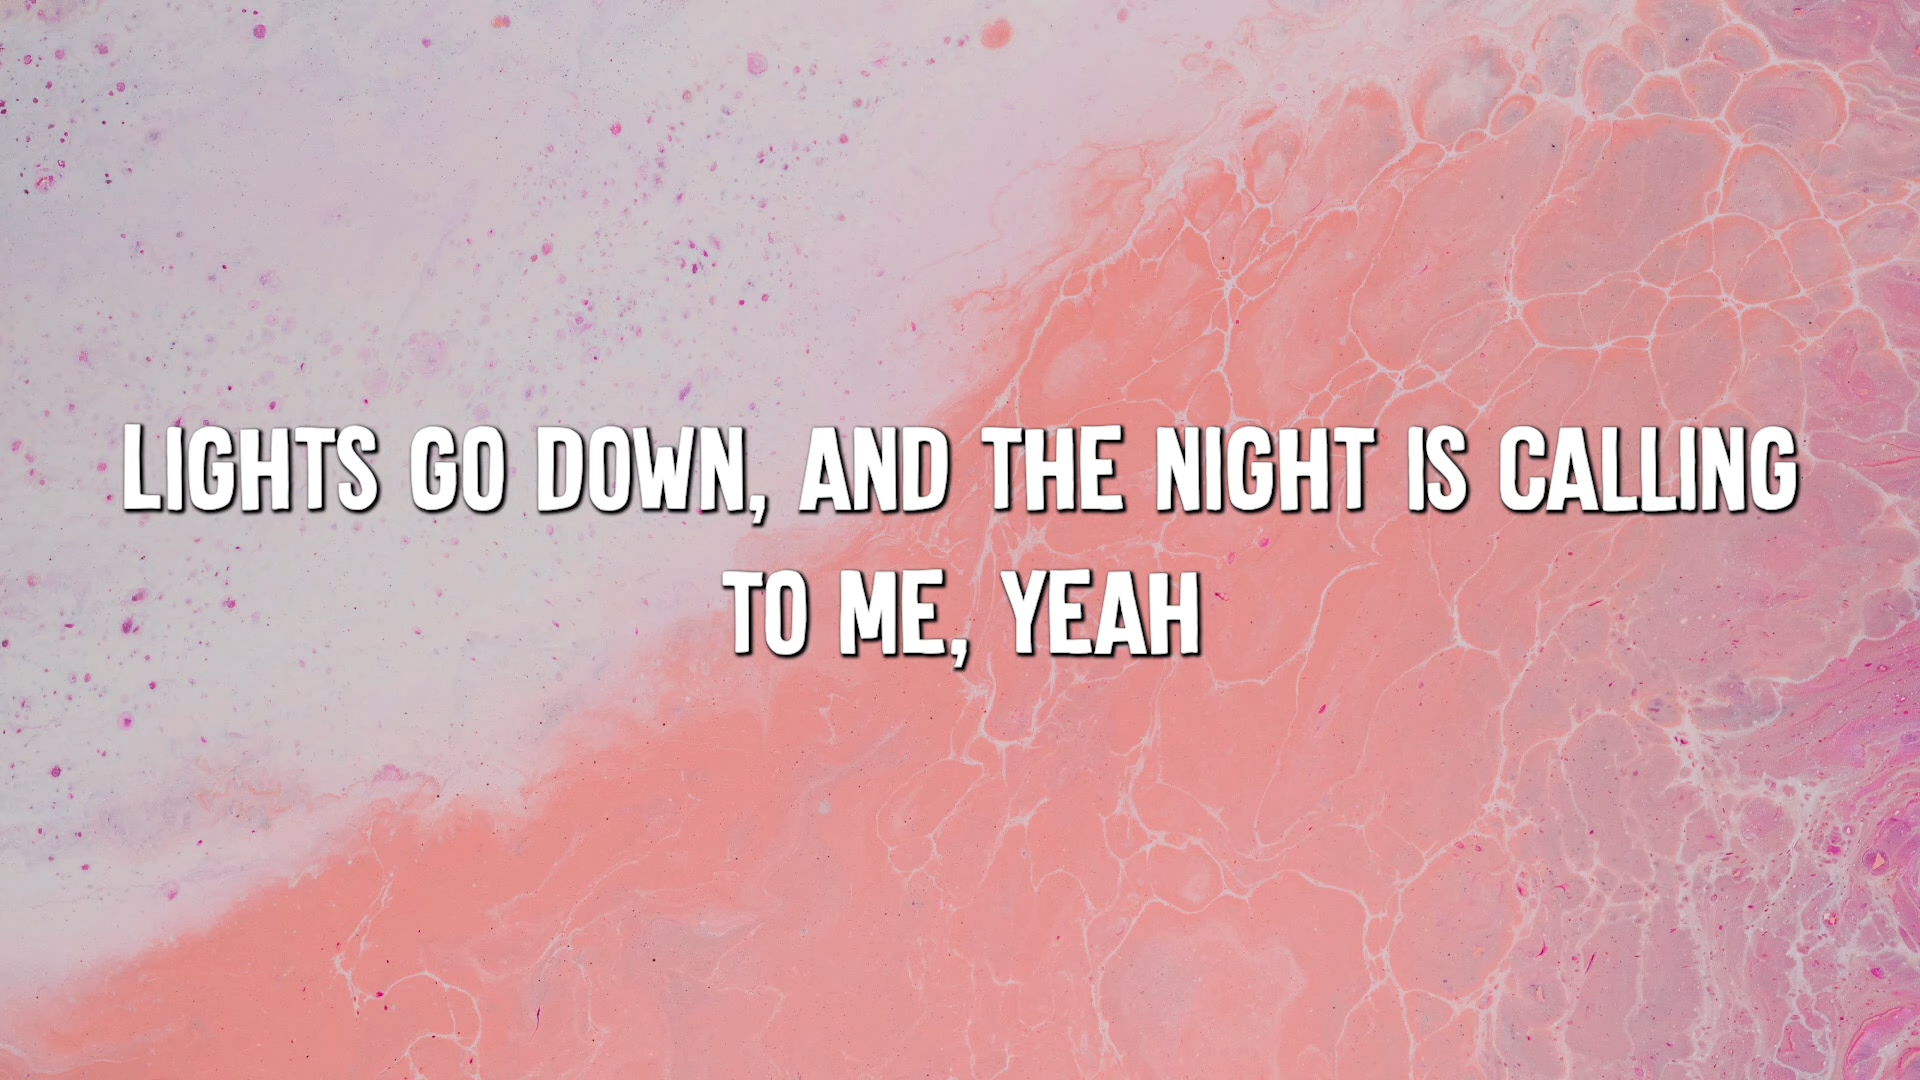 LIGHTS GO DOWN, AND THE NIGHT IS CALLING
TO ME, YEAH